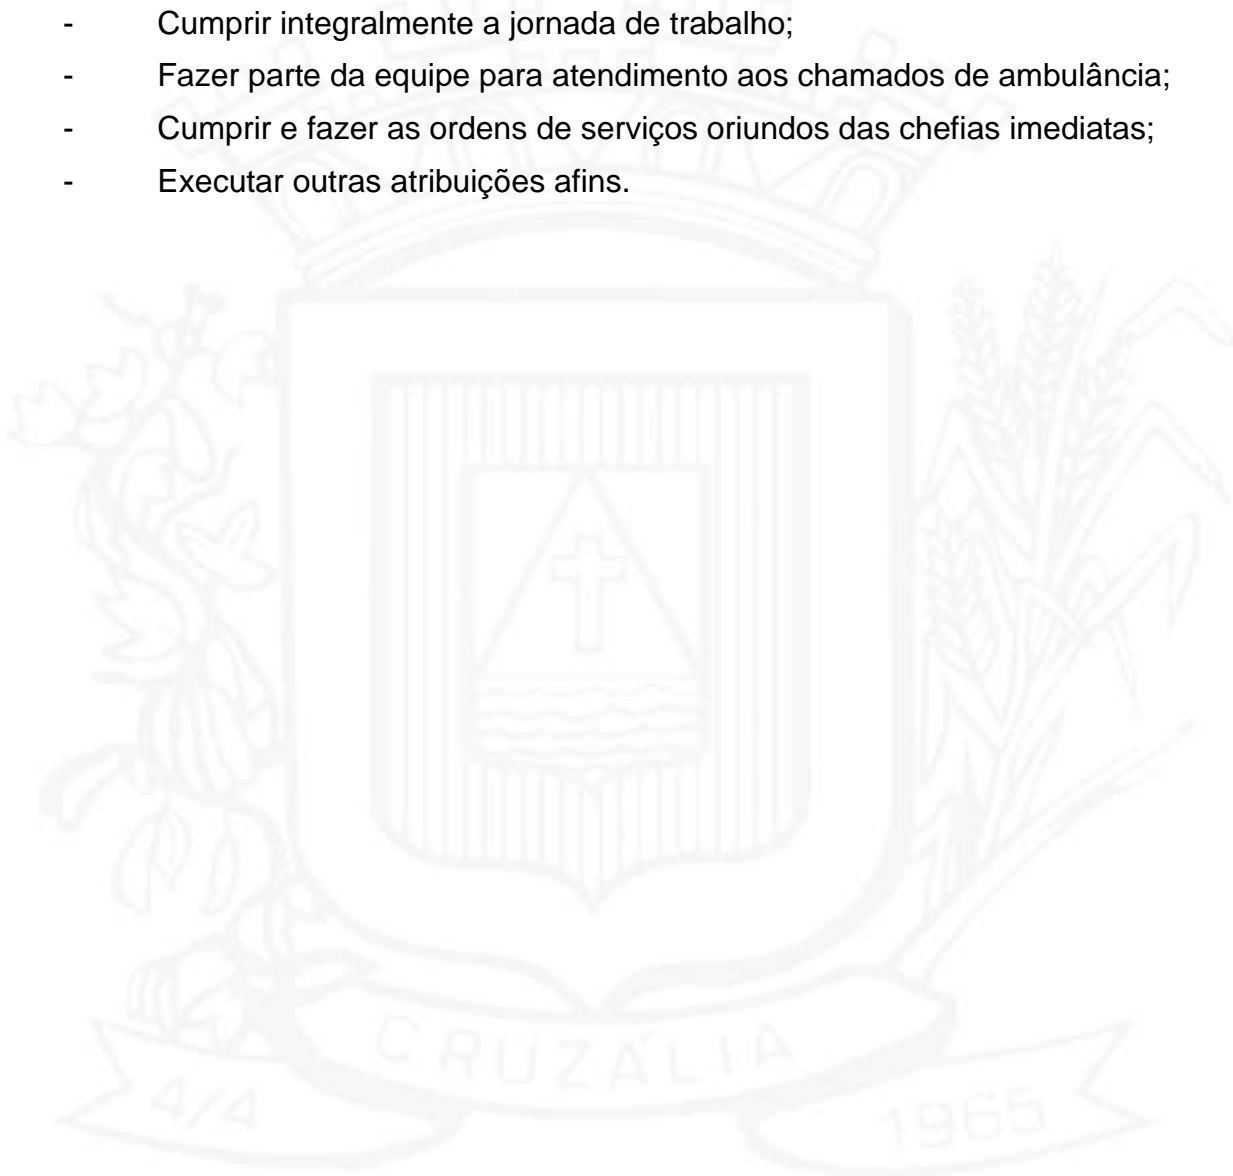 - Cumprir integralmente a jornada de trabalho;
- Fazer parte da equipe para atendimento aos chamados de ambulância;
- Cumprir e fazer as ordens de serviços oriundos das chefias imediatas;
- Executar outras atribuições afins.
CRUZÁLIA
4/4
1965